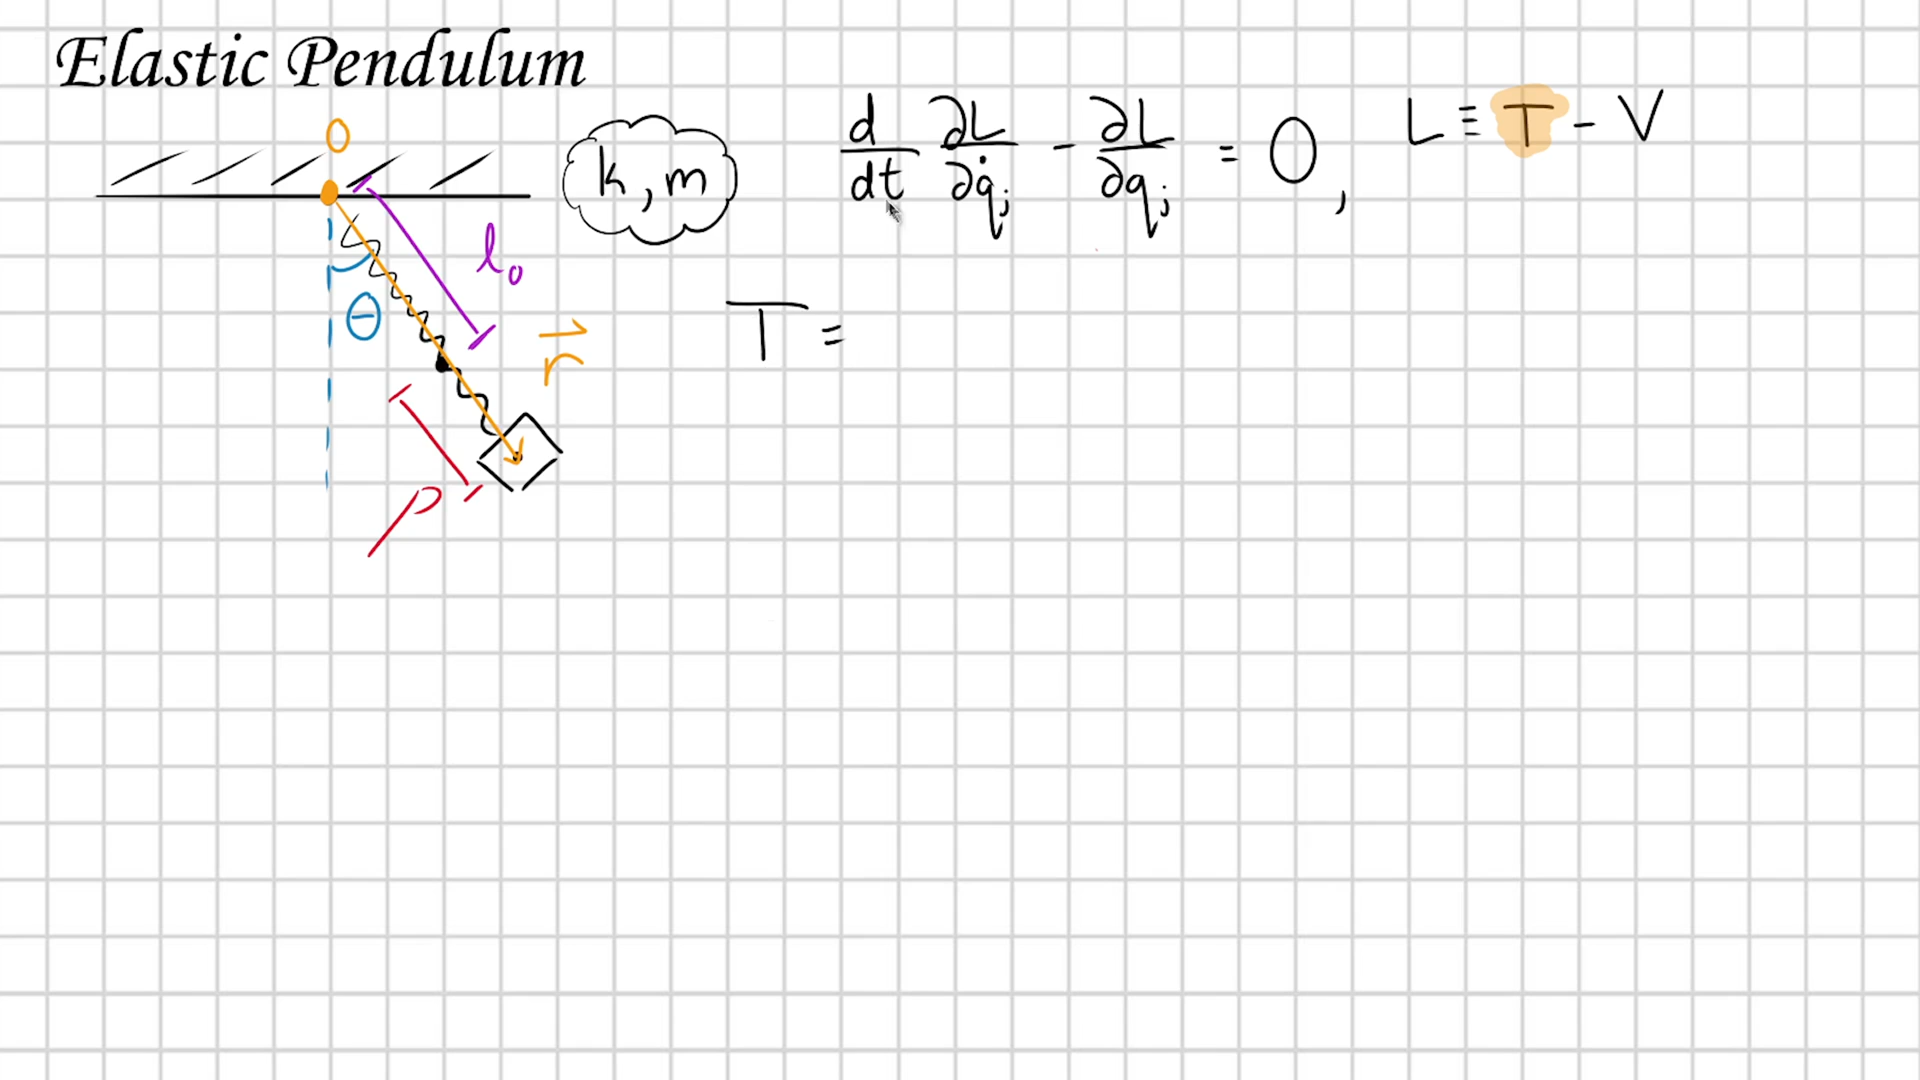 Elastic Pendulum
O
k, m
d/dt ∂L/∂q̇ⱼ - ∂L/∂qⱼ = 0, L ≡ T - V
l₀
θ
r⃗
T =
ρ